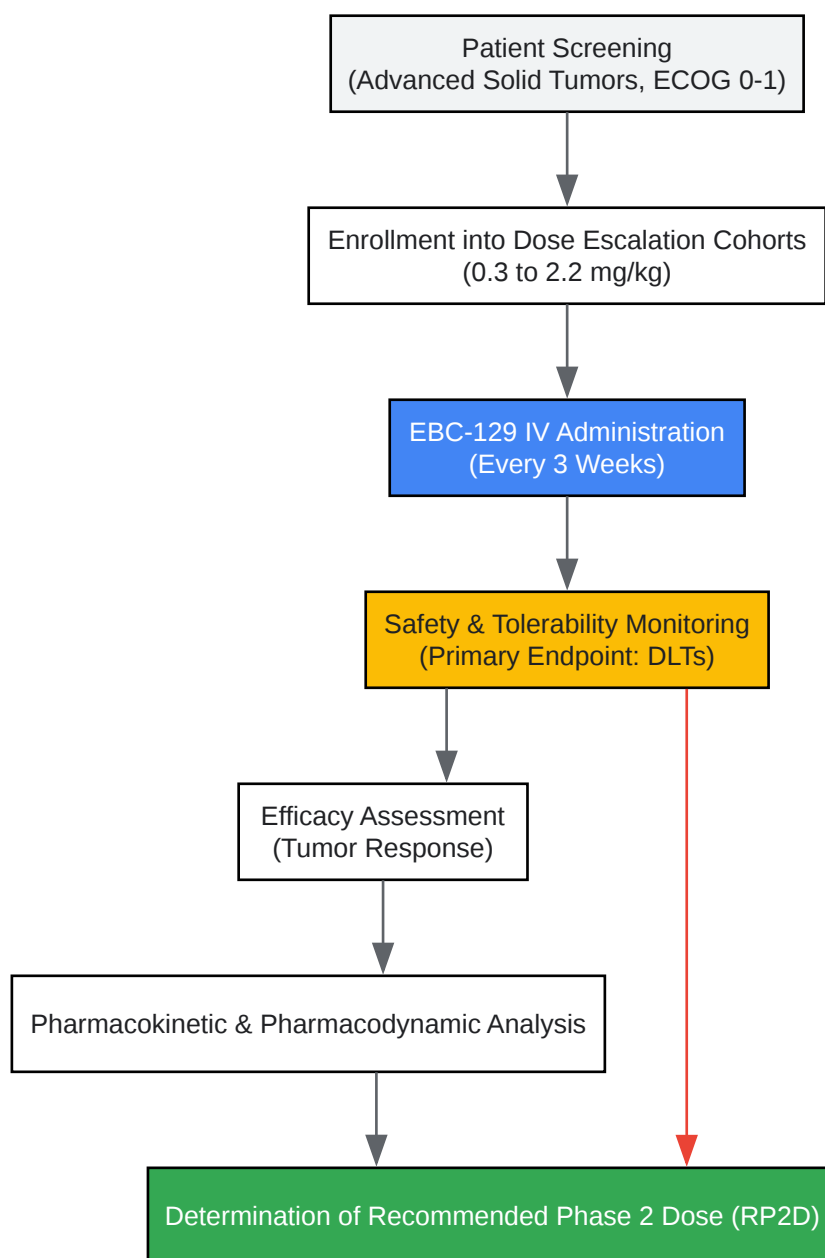 Patient Screening
(Advanced Solid Tumors, ECOG 0-1)
Enrollment into Dose Escalation Cohorts
(0.3 to 2.2 mg/kg)
EBC-129 IV Administration
(Every 3 Weeks)
Safety & Tolerability Monitoring
(Primary Endpoint: DLTs)
Efficacy Assessment
(Tumor Response)
Pharmacokinetic & Pharmacodynamic Analysis
Determination of Recommended Phase 2 Dose (RP2D)